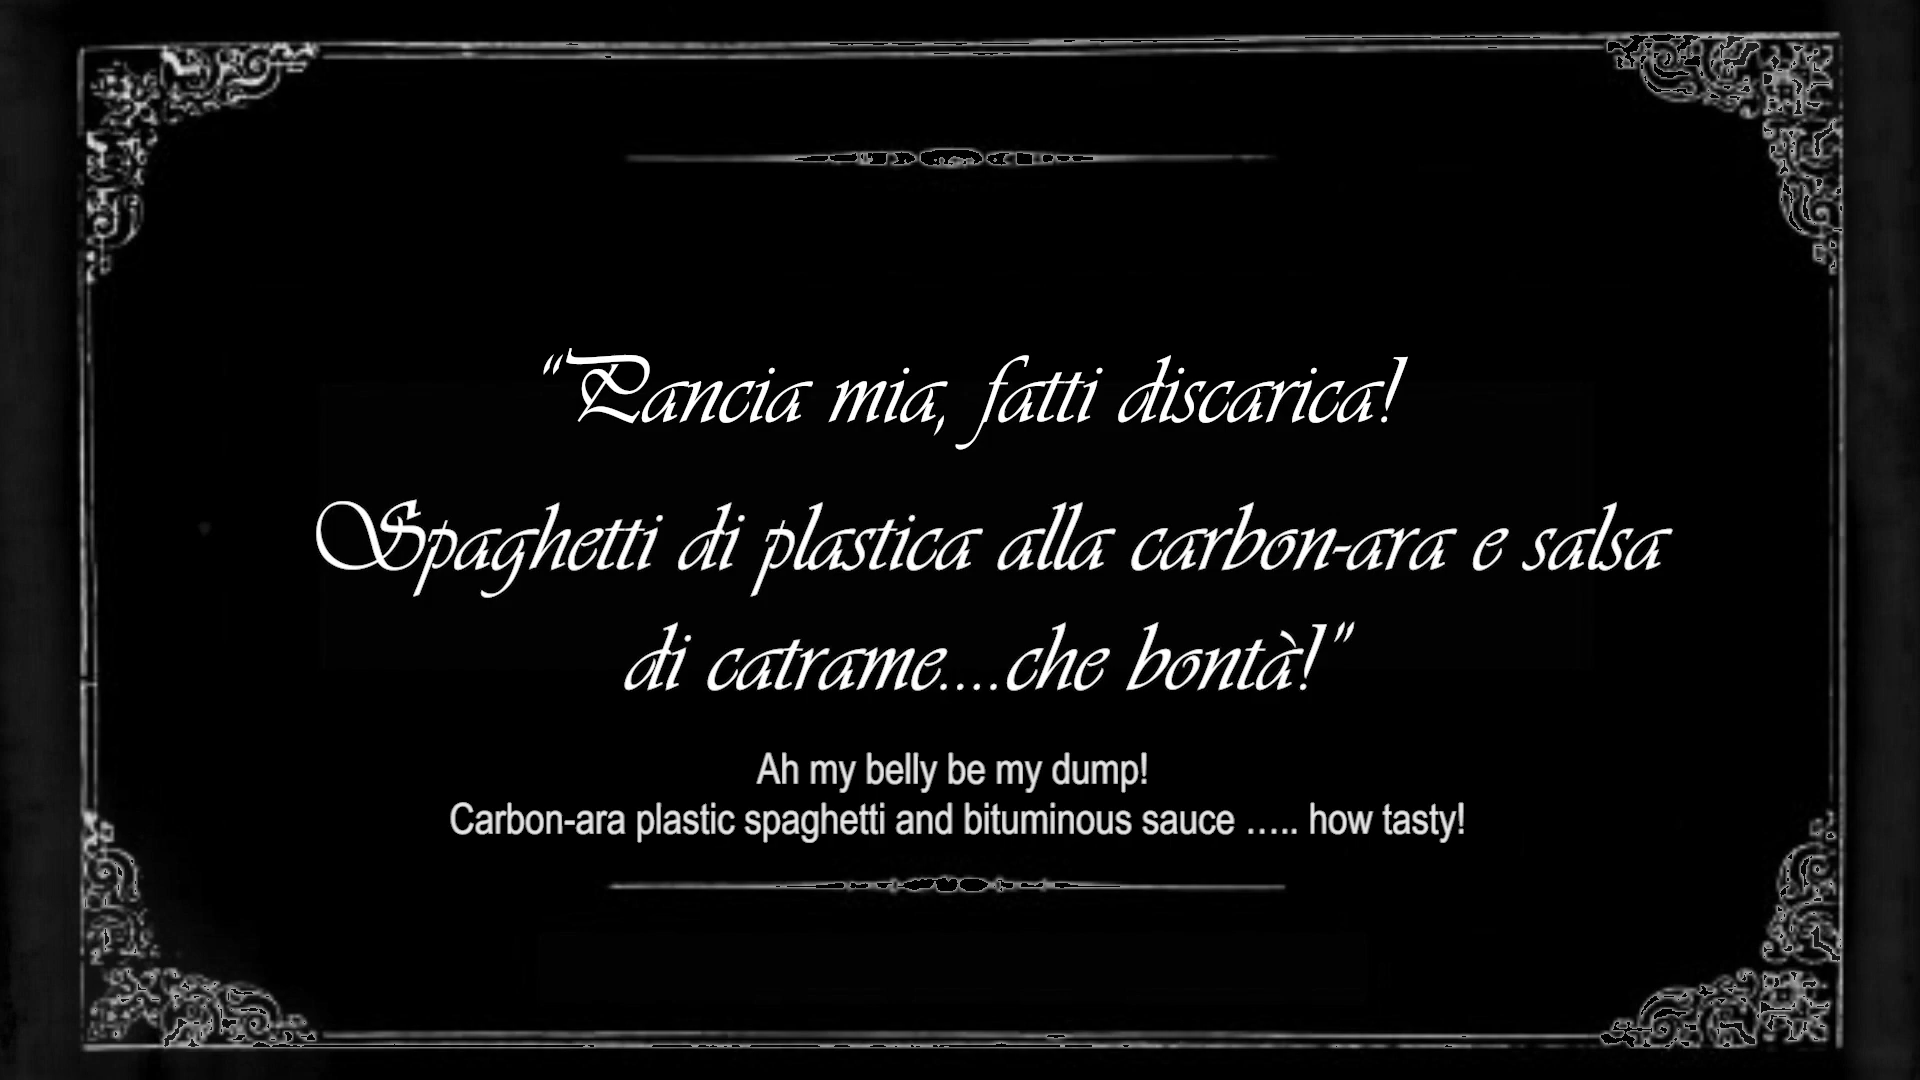 “Pancia mia, fatti discarica!
Spaghetti di plastica alla carbon-ara e salsa
di catrame....che bontà!”
Ah my belly be my dump!
Carbon-ara plastic spaghetti and bituminous sauce ..... how tasty!